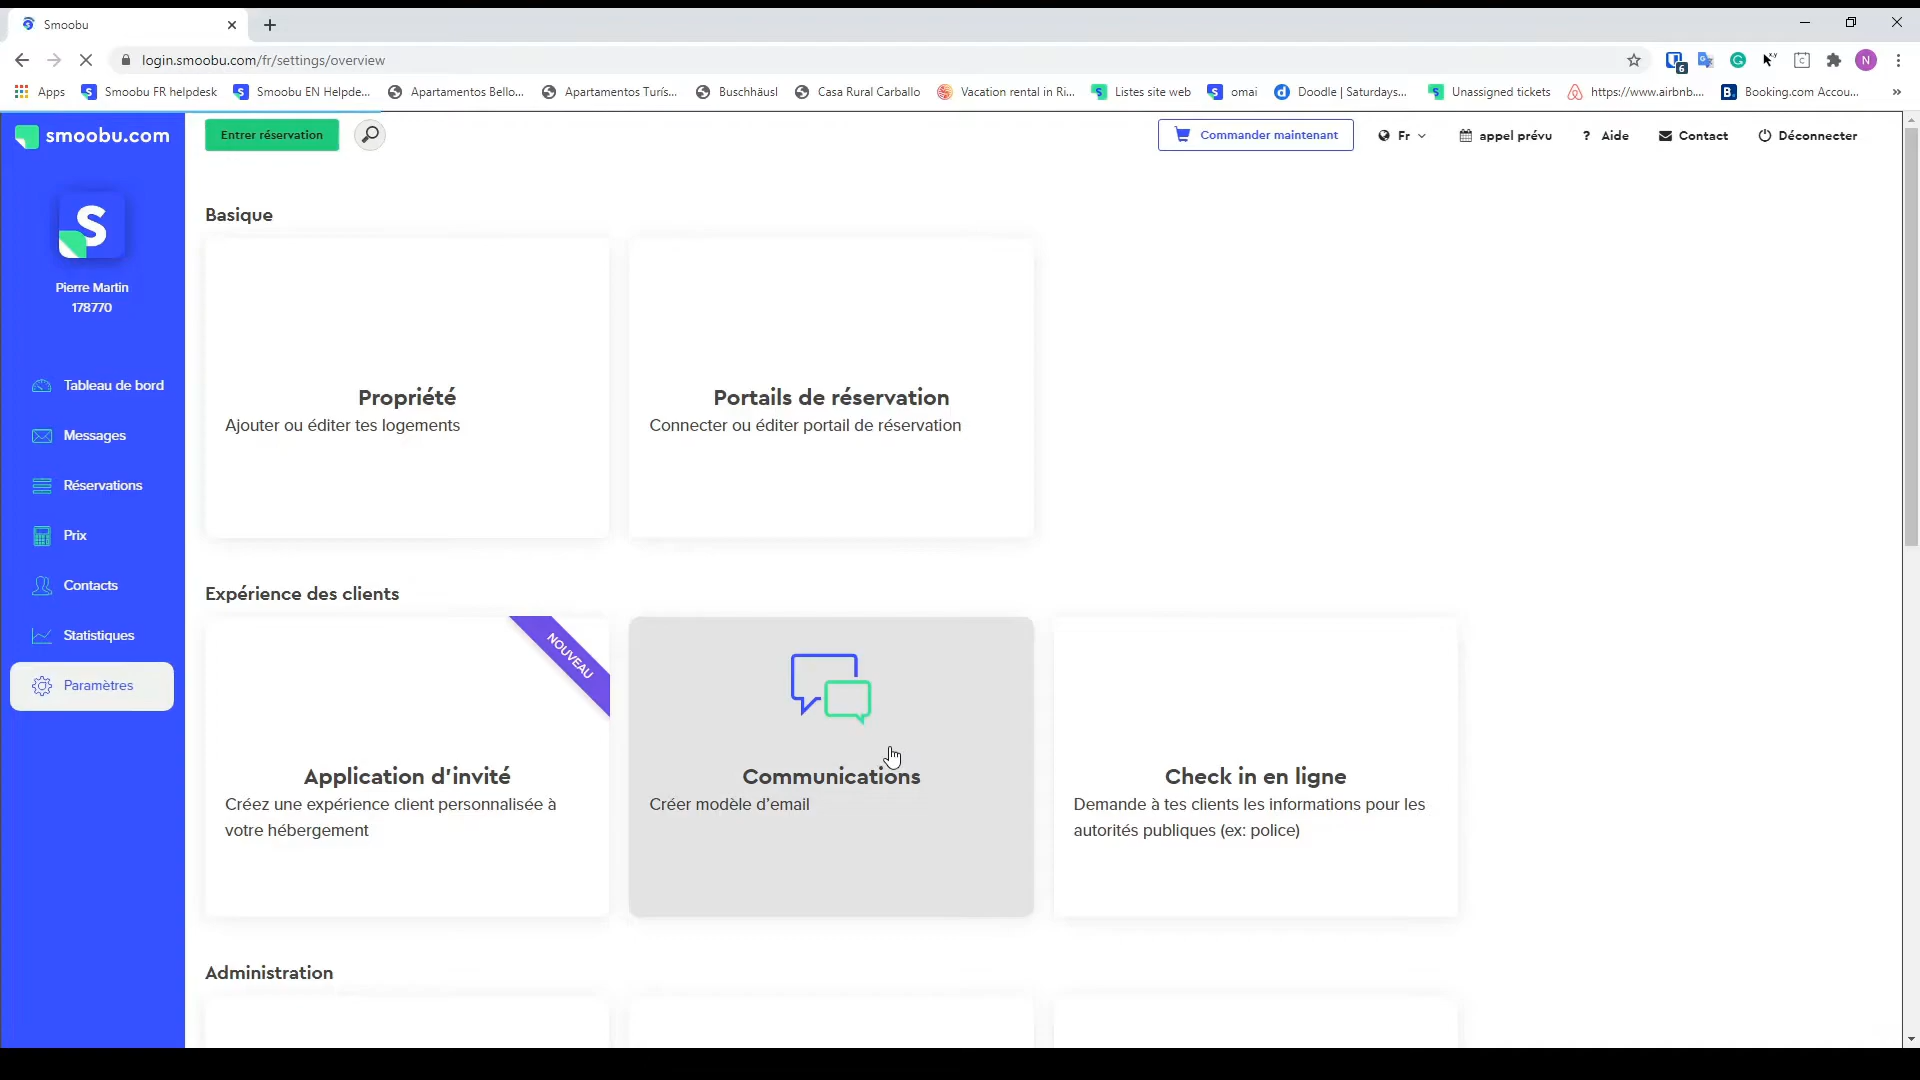 Smoobu
login.smoobu.com/fr/settings/overview
6
N
Apps Smoobu FR helpdesk Smoobu EN Helpde... Apartamentos Bello... Apartamentos Turís... Buschhäusl Casa Rural Carballo Vacation rental in Ri... Listes site web omai Doodle | Saturdays... Unassigned tickets https://www.airbnb.... Booking.com Accou... »
smoobu.com Entrer réservation Commander maintenant Fr appel prévu ? Aide Contact Déconnecter
S
Pierre Martin
178770
Tableau de bord
Messages
Réservations
Prix
Contacts
Statistiques
Paramètres
Basique
Propriété
Ajouter ou éditer tes logements
Portails de réservation
Connecter ou éditer portail de réservation
Expérience des clients
NOUVEAU
Application d'invité
Créez une expérience client personnalisée à
votre hébergement
Communications
Créer modèle d'email
Check in en ligne
Demande à tes clients les informations pour les
autorités publiques (ex: police)
Administration